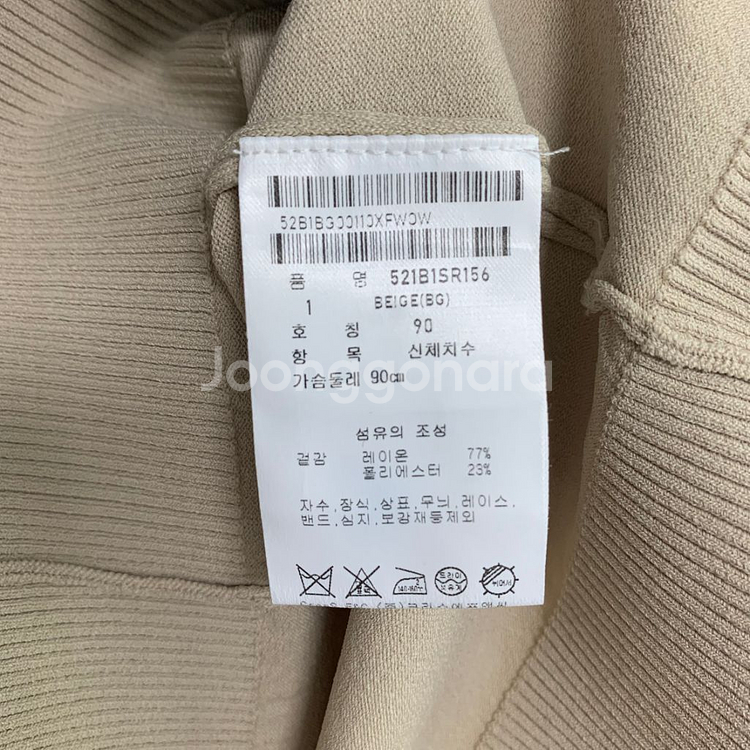 52B1BG00110XFW0W
품 명 521B1SR156
1 BEIGE(BG)
호 칭 90
항 목 신체치수
가슴둘레 90cm
Joonggonara
섬유의 조성
겉감 레이온 77%
폴리에스터 23%
자수,장식,상표,무늬,레이스,
밴드,심지,보강재등제외